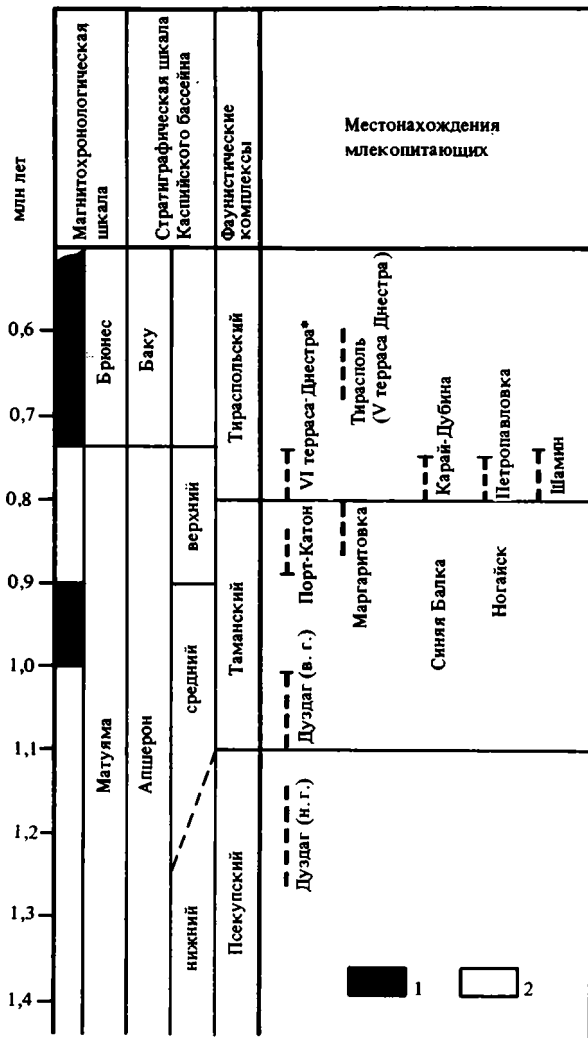 млн лет
Магнитохронологическая
шкала
Стратиграфическая шкала
Каспийского бассейна
Фаунистические
комплексы
Местонахождения
млекопитающих
0,6
0,7
0,8
0,9
1,0
1,1
1,2
1,3
1,4
Брюнес
Матуяма
Баку
Апшерон
верхний
средний
нижний
Тираспольский
Таманский
Псекупский
VI терраса Днестра*
Тирасполь
(V терраса Днестра)
Карай-Дубина
Петропавловка
Шамин
Порт-Катон
Маргаритовка
Синяя Балка
Ногайск
Дуздаг (в. г.)
Дуздаг (н.г.)
1
2